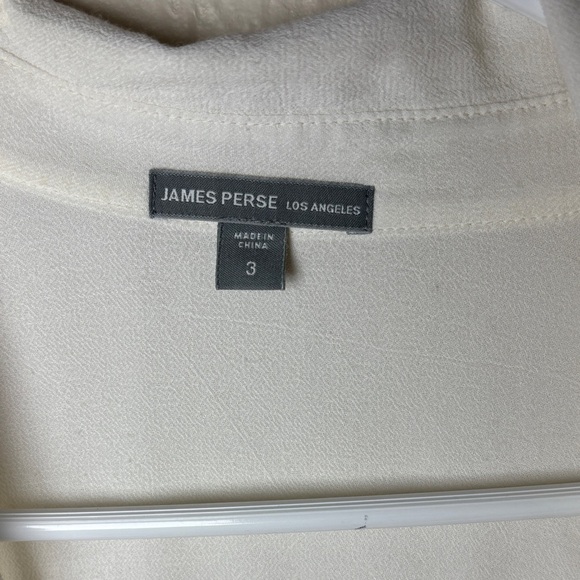 JAMES PERSE LOS ANGELES
MADE IN
CHINA
3